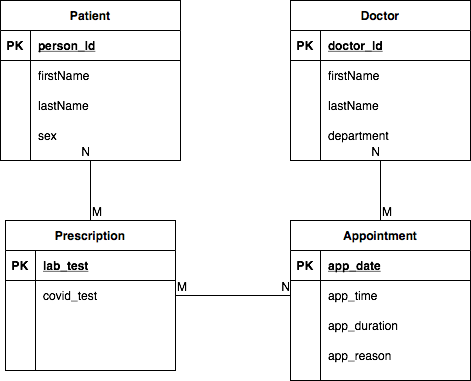 Patient
PK person_id
firstName
lastName
sex
N
M
Doctor
PK doctor_id
firstName
lastName
department
N
M
Prescription
PK lab_test
covid_test
M
N
Appointment
PK app_date
app_time
app_duration
app_reason